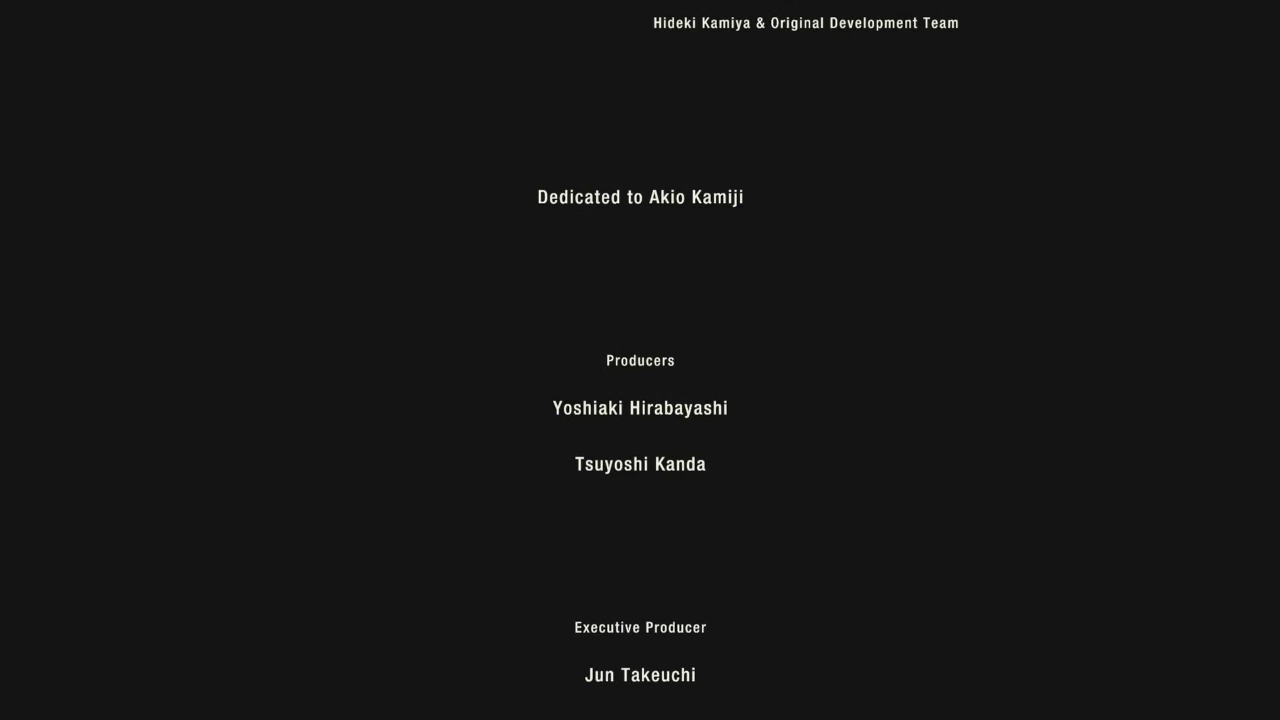 Hideki Kamiya & Original Development Team
Dedicated to Akio Kamiji
Producers
Yoshiaki Hirabayashi
Tsuyoshi Kanda
Executive Producer
Jun Takeuchi